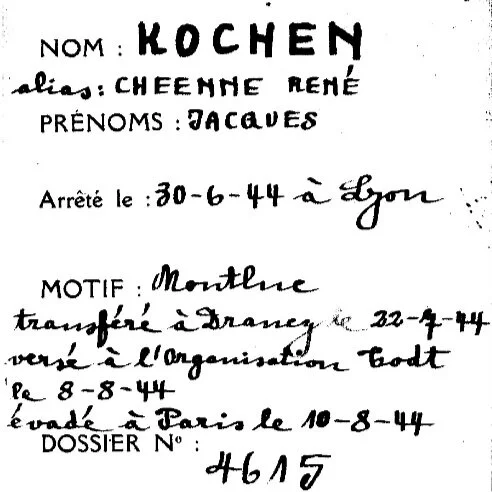 NOM : KOCHEN
alias: CHEENNE RENÉ
PRÉNOMS : JACQUES
Arrêté le : 30-6-44 à Lyon
MOTIF : Montluc
transféré à Drancy le 22-7-44
versé à l'Organisation Todt
le 8-8-44
évadé à Paris le 10-8-44
DOSSIER N° :
4615